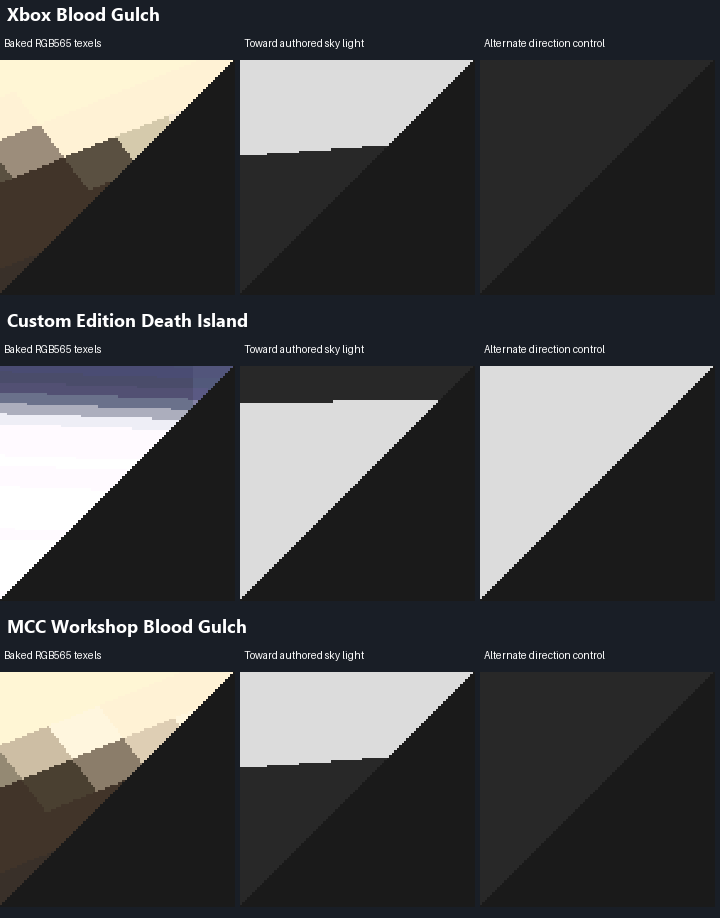 Xbox Blood Gulch
Baked RGB565 texels
Toward authored sky light
Alternate direction control
Custom Edition Death Island
Baked RGB565 texels
Toward authored sky light
Alternate direction control
MCC Workshop Blood Gulch
Baked RGB565 texels
Toward authored sky light
Alternate direction control